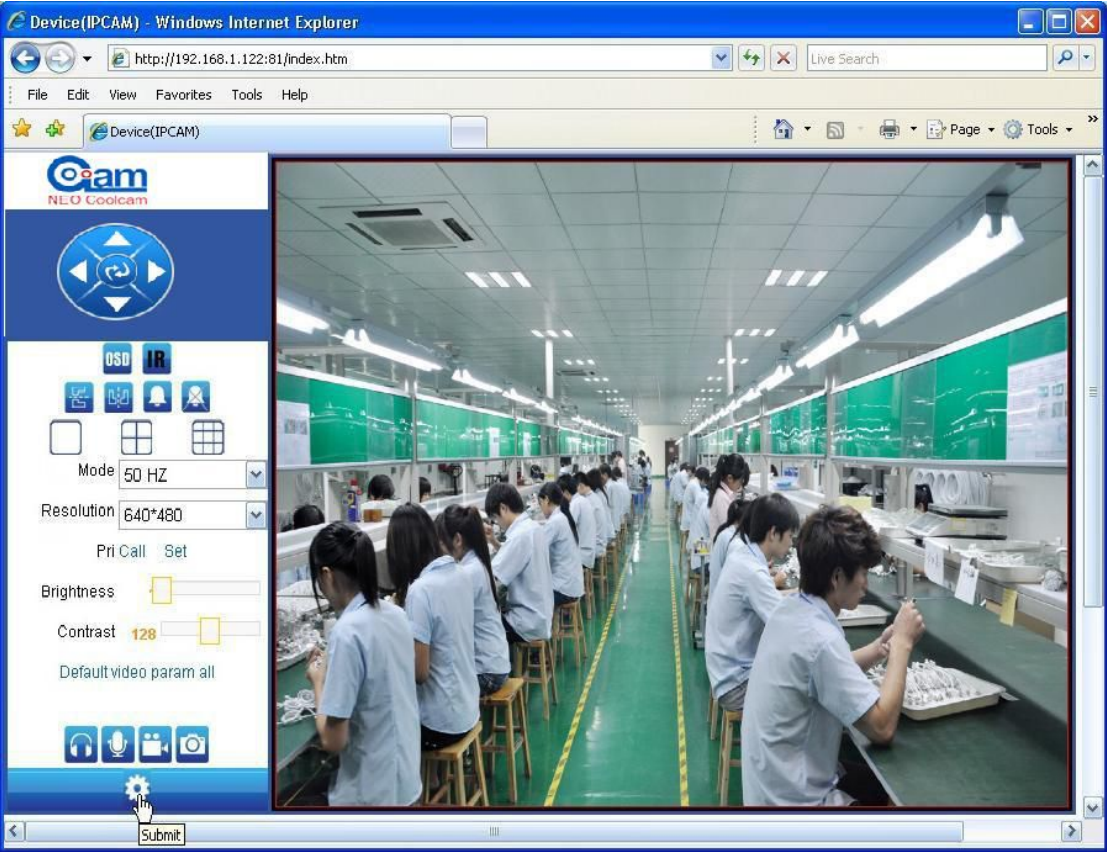 Device(IPCAM) - Windows Internet Explorer
http://192.168.1.122:81/index.htm
Live Search
File Edit View Favorites Tools Help
Device(IPCAM)
Page Tools
NEO Coolcam
OSD IR
Mode 50 HZ
Resolution 640*480
Pri Call Set
Brightness
Contrast 128
Default video param all
Submit